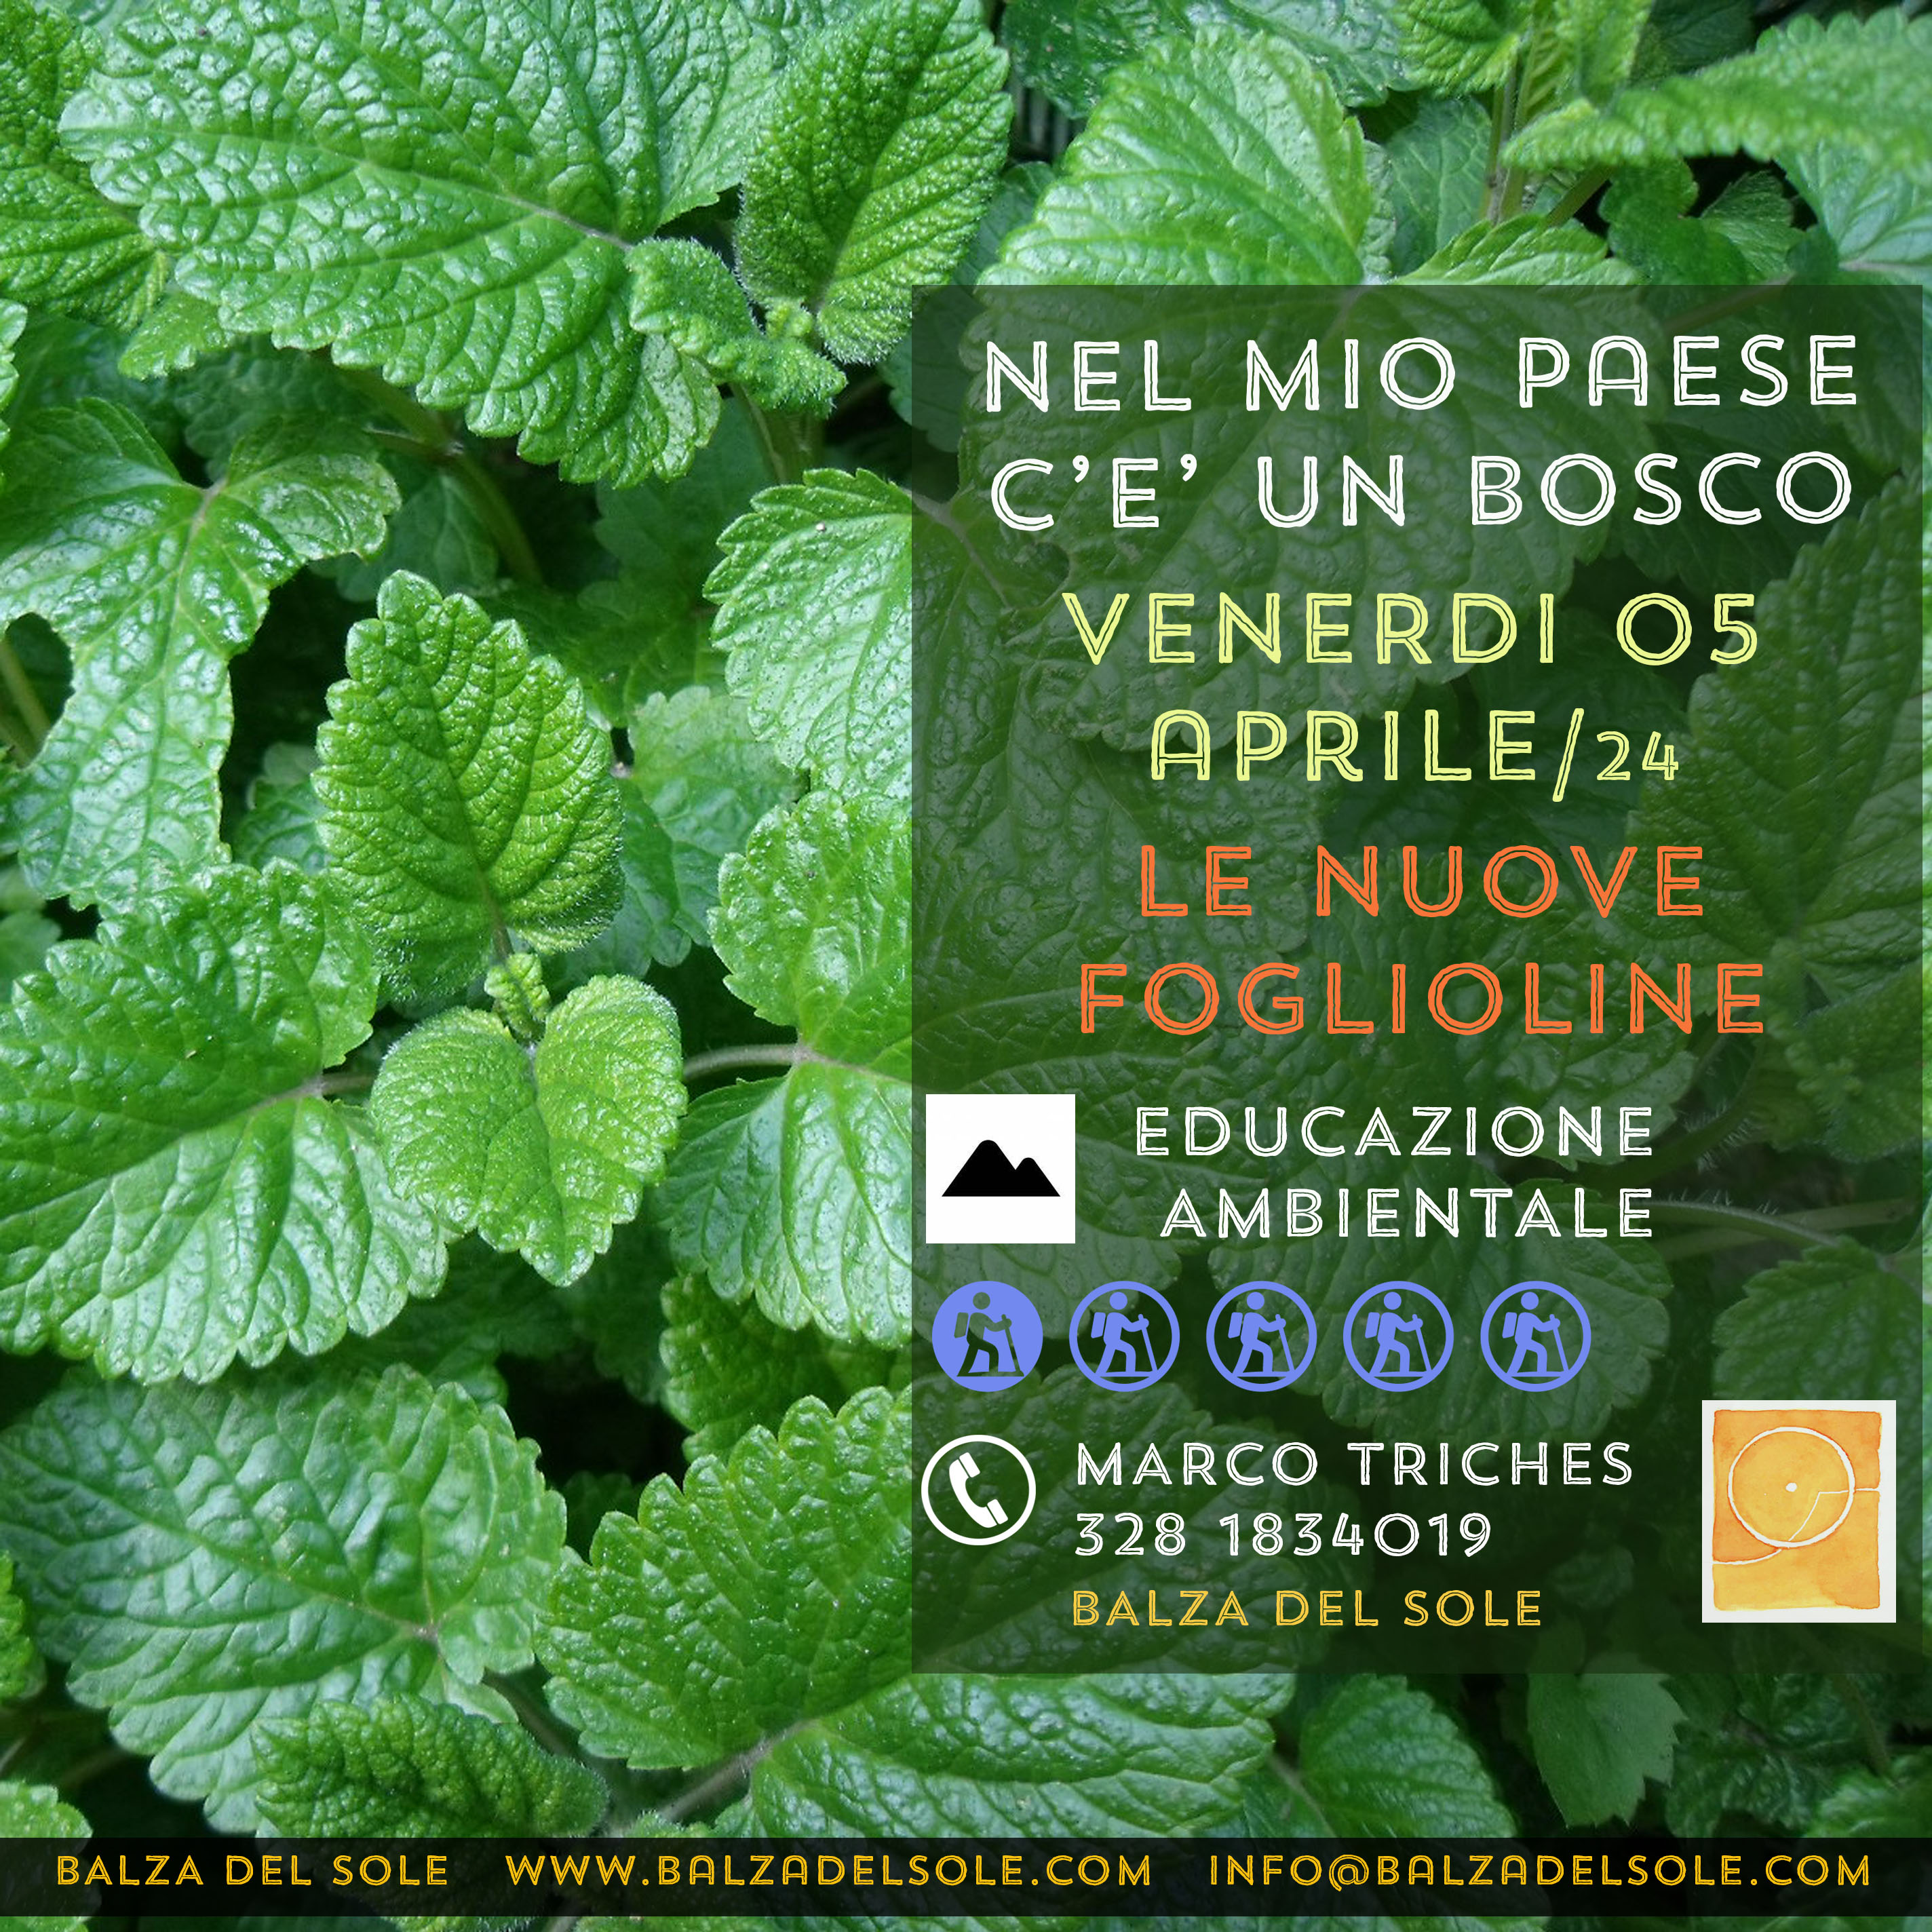 NEL MIO PAESE
C'E' UN BOSCO
VENERDI 05
APRILE/24
LE NUOVE
FOGLIOLINE
EDUCAZIONE
AMBIENTALE
MARCO TRICHES
328 1834019
BALZA DEL SOLE
BALZA DEL SOLE WWW.BALZADELSOLE.COM INFO@BALZADELSOLE.COM